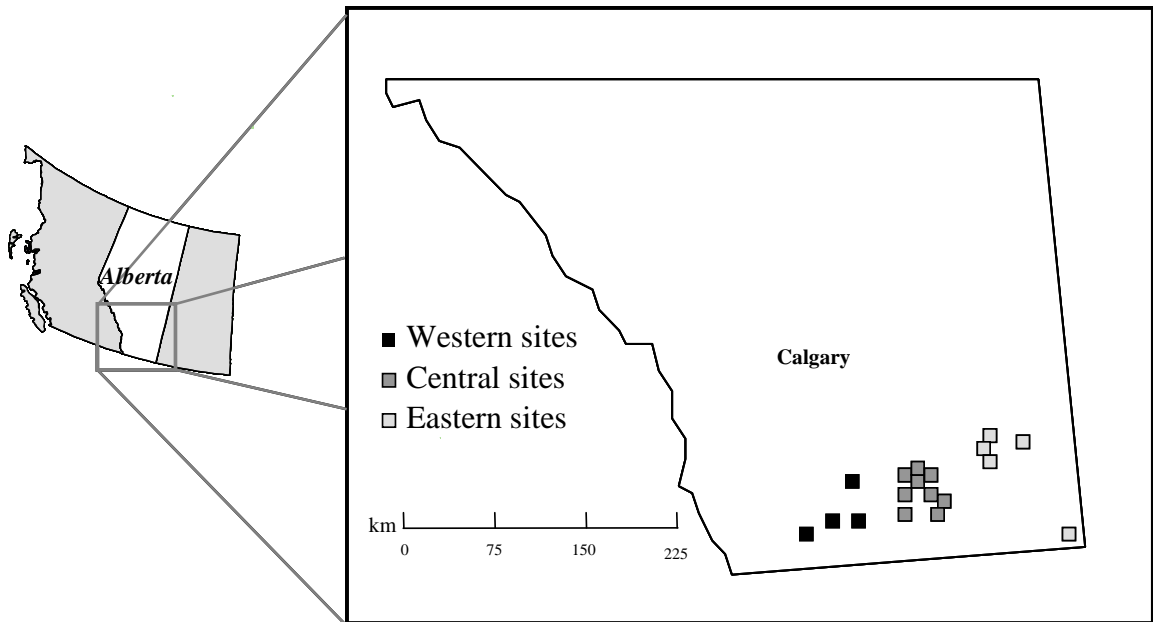 Alberta
Western sites
Central sites
Eastern sites
Calgary
km
0 75 150 225